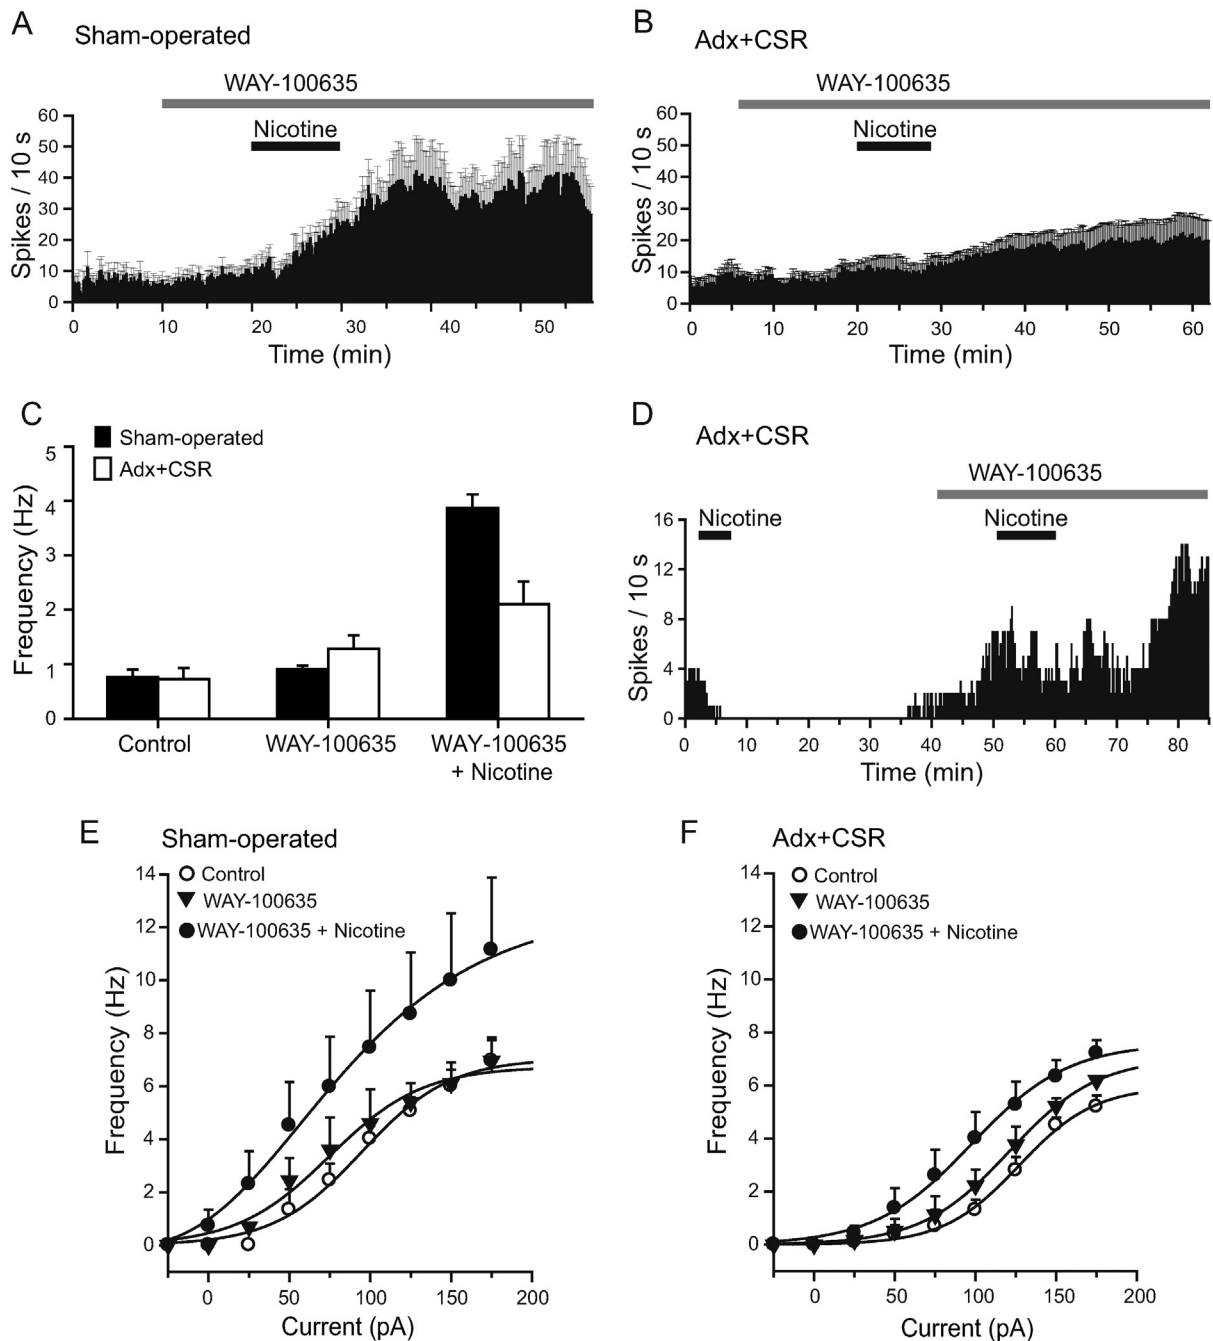 A
Sham-operated
WAY-100635
Nicotine
Spikes / 10 s
60
50
40
30
20
10
0
0 10 20 30 40 50
Time (min)
B
Adx+CSR
WAY-100635
Nicotine
Spikes / 10 s
60
50
40
30
20
10
0
0 10 20 30 40 50 60
Time (min)
C
Sham-operated
Adx+CSR
Frequency (Hz)
5
4
3
2
1
0
Control WAY-100635 WAY-100635
+ Nicotine
D
Adx+CSR
WAY-100635
Nicotine Nicotine
Spikes / 10 s
16
12
8
4
0
0 10 20 30 40 50 60 70 80
Time (min)
E
Sham-operated
Control
WAY-100635
WAY-100635 + Nicotine
Frequency (Hz)
14
12
10
8
6
4
2
0
0 50 100 150 200
Current (pA)
F
Adx+CSR
Control
WAY-100635
WAY-100635 + Nicotine
Frequency (Hz)
14
12
10
8
6
4
2
0
0 50 100 150 200
Current (pA)